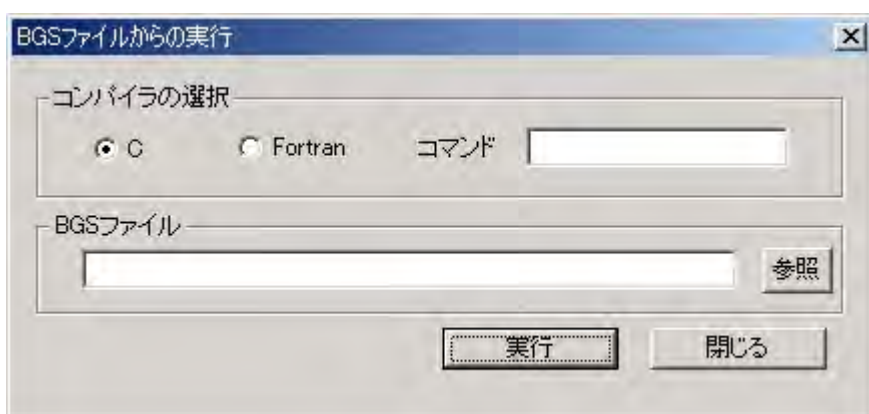 BGSファイルからの実行
コンパイラの選択
C Fortran コマンド
BGSファイル
参照
実行 閉じる